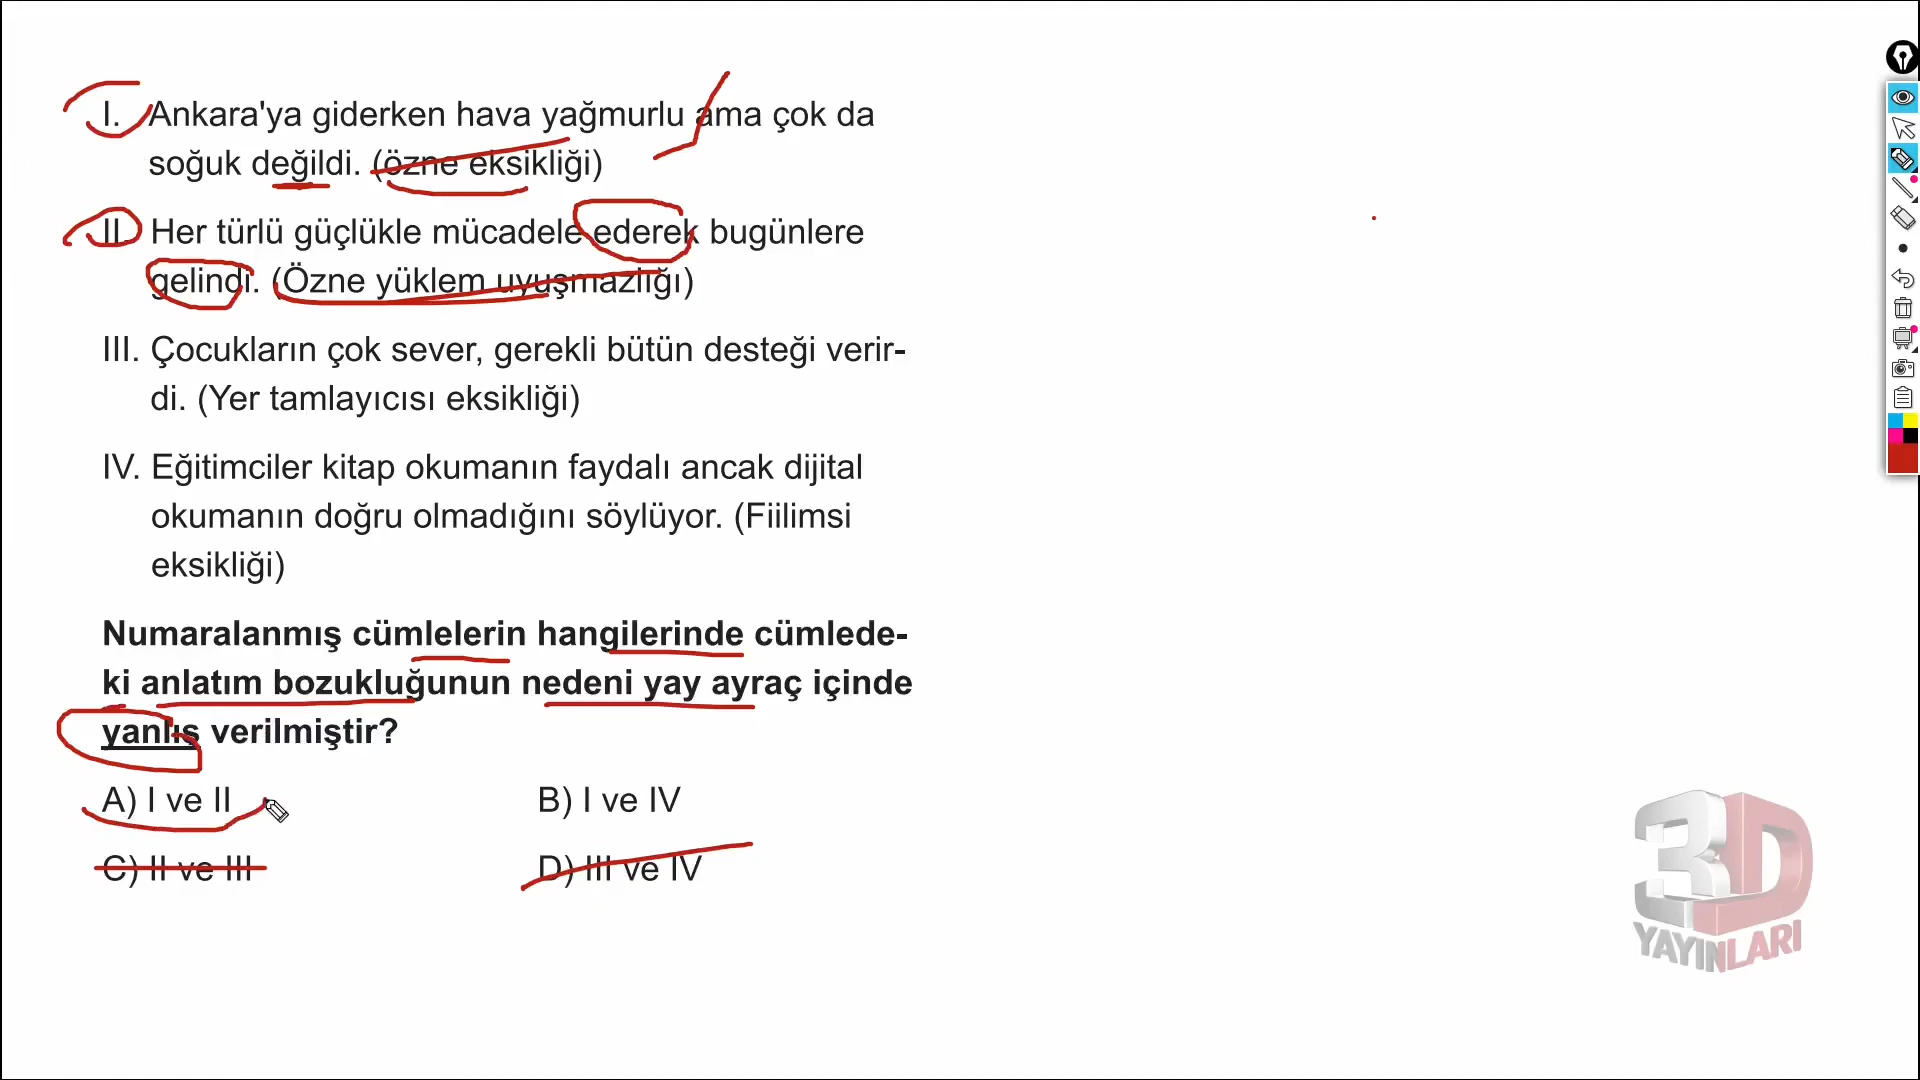 I. Ankara'ya giderken hava yağmurlu ama çok da
soğuk değildi. (özne eksikliği)
II. Her türlü güçlükle mücadele ederek bugünlere
gelindi. (Özne yüklem uyuşmazlığı)
III. Çocukların çok sever, gerekli bütün desteği verir-
di. (Yer tamlayıcısı eksikliği)
IV. Eğitimciler kitap okumanın faydalı ancak dijital
okumanın doğru olmadığını söylüyor. (Fiilimsi
eksikliği)
Numaralanmış cümlelerin hangilerinde cümlede-
ki anlatım bozukluğunun nedeni yay ayraç içinde
yanlış verilmiştir?
A) I ve II
B) I ve IV
C) II ve III
D) III ve IV
3D
YAYINLARI